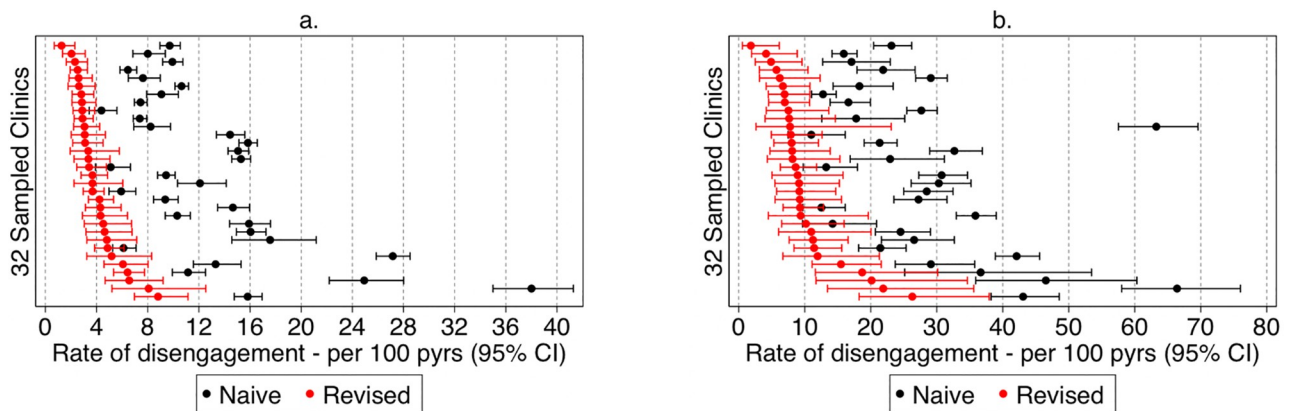 a.
32 Sampled Clinics
0 4 8 12 16 20 24 28 32 36 40
Rate of disengagement - per 100 pyrs (95% CI)
Naive Revised
b.
32 Sampled Clinics
0 10 20 30 40 50 60 70 80
Rate of disengagement - per 100 pyrs (95% CI)
Naive Revised